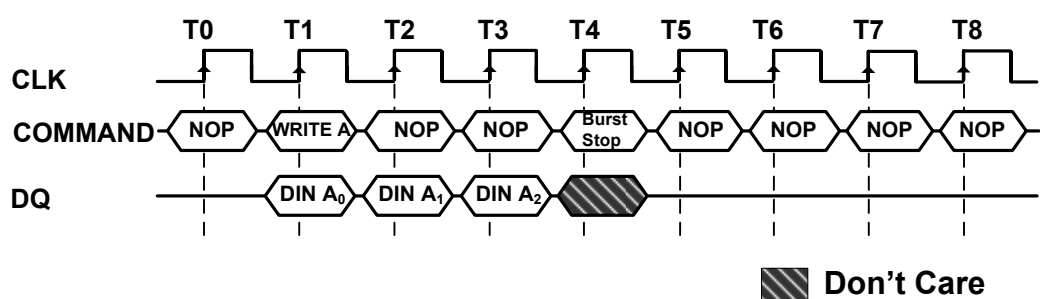 T0 T1 T2 T3 T4 T5 T6 T7 T8
CLK
COMMAND NOP WRITE A NOP NOP Burst Stop NOP NOP NOP NOP
DQ DIN A0 DIN A1 DIN A2
Don't Care